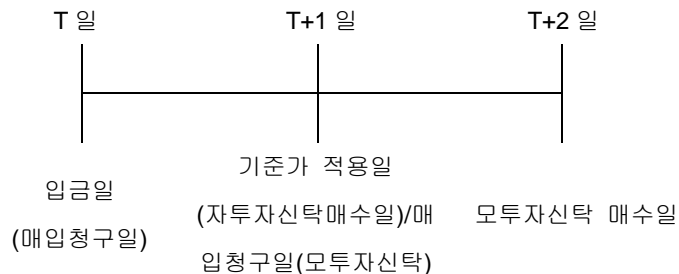 T 일 T+1 일 T+2 일
기준가 적용일
입금일
(자투자신탁매수일)/매 모투자신탁 매수일
(매입청구일)
입청구일(모투자신탁)